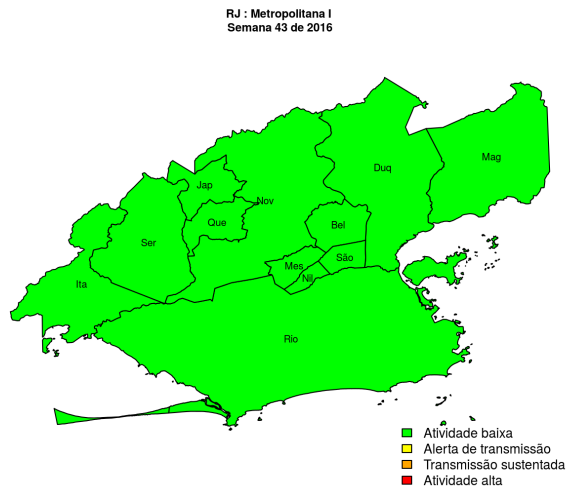 RJ : Metropolitana I
Semana 43 de 2016
Duq
Mag
Jap
Nov
Que
Bel
Ser
São
Mes
Nil
Ita
Rio
Atividade baixa
Alerta de transmissão
Transmissão sustentada
Atividade alta